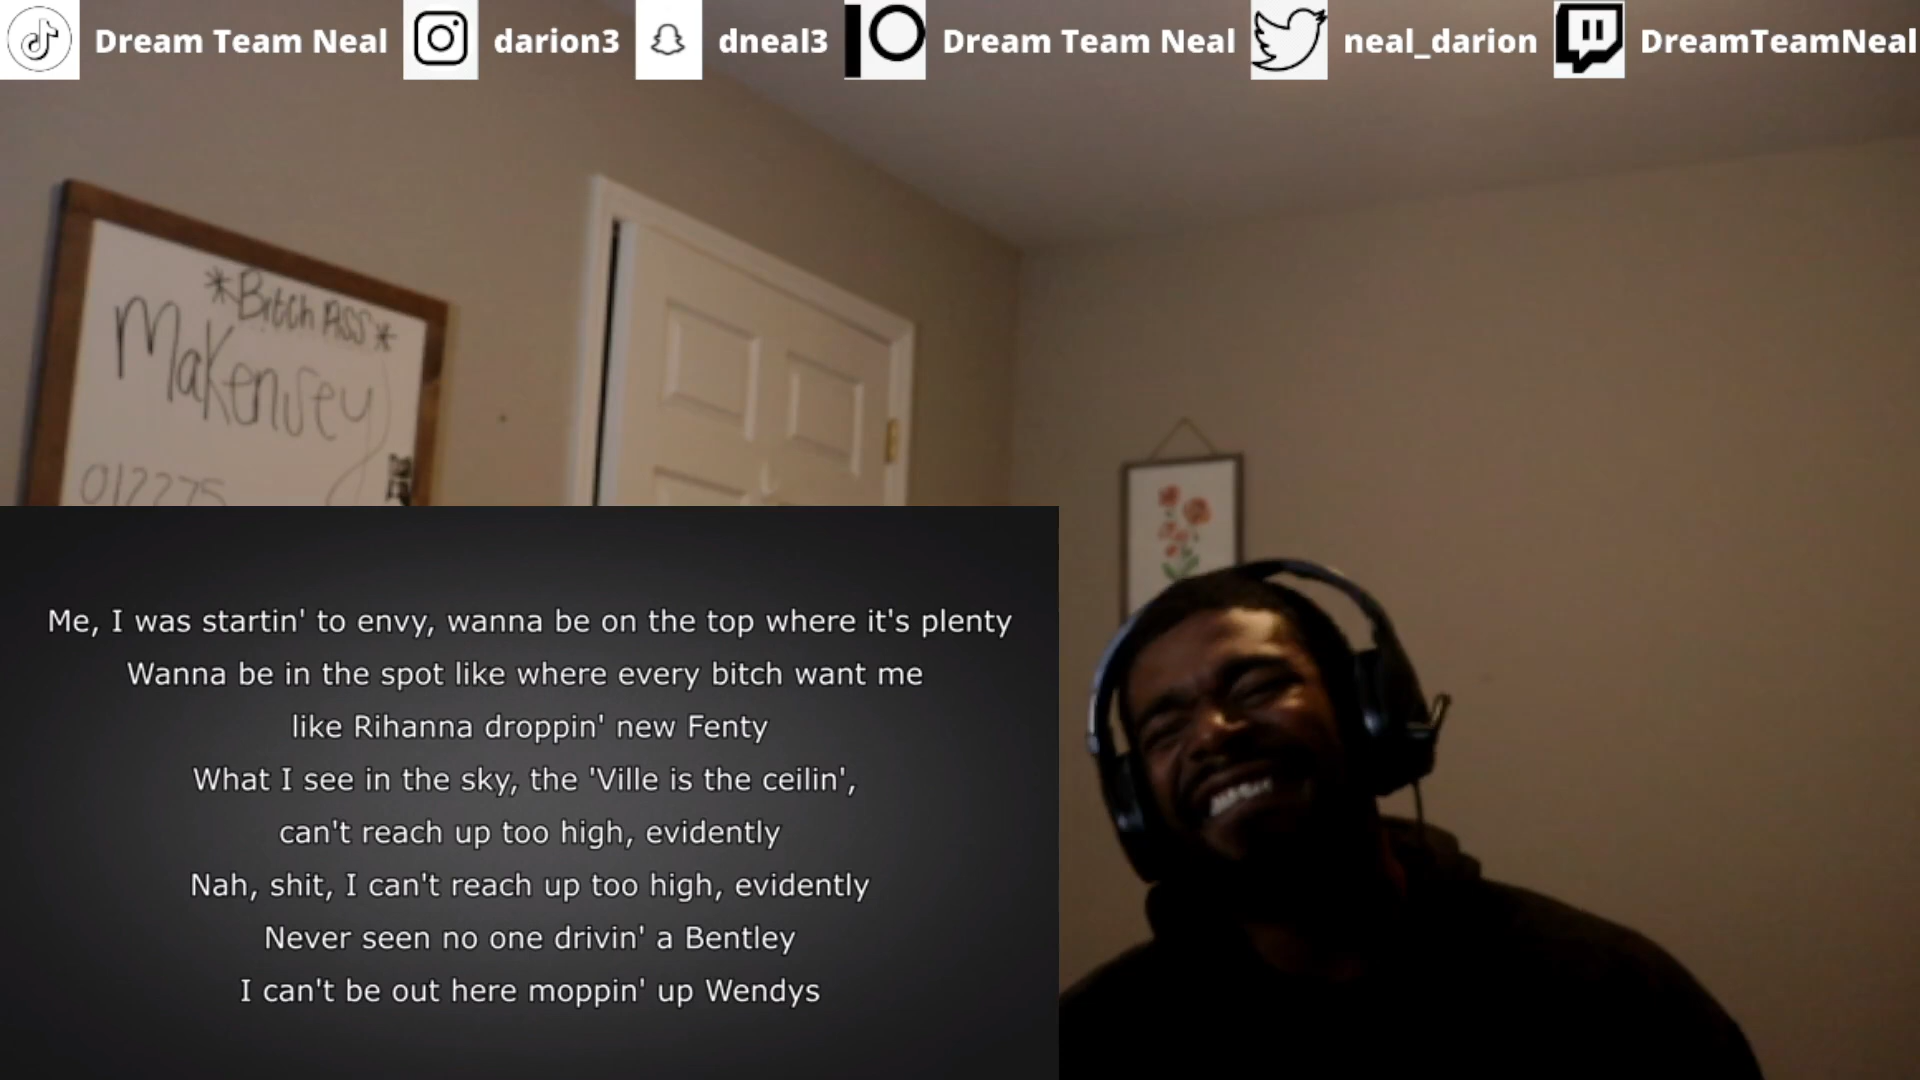 Dream Team Neal darion3 dneal3 Dream Team Neal neal_darion DreamTeamNeal
*Bitch Ass*
Makensey
012275
Me, I was startin' to envy, wanna be on the top where it's plenty
Wanna be in the spot like where every bitch want me
like Rihanna droppin' new Fenty
What I see in the sky, the 'Ville is the ceilin',
can't reach up too high, evidently
Nah, shit, I can't reach up too high, evidently
Never seen no one drivin' a Bentley
I can't be out here moppin' up Wendys